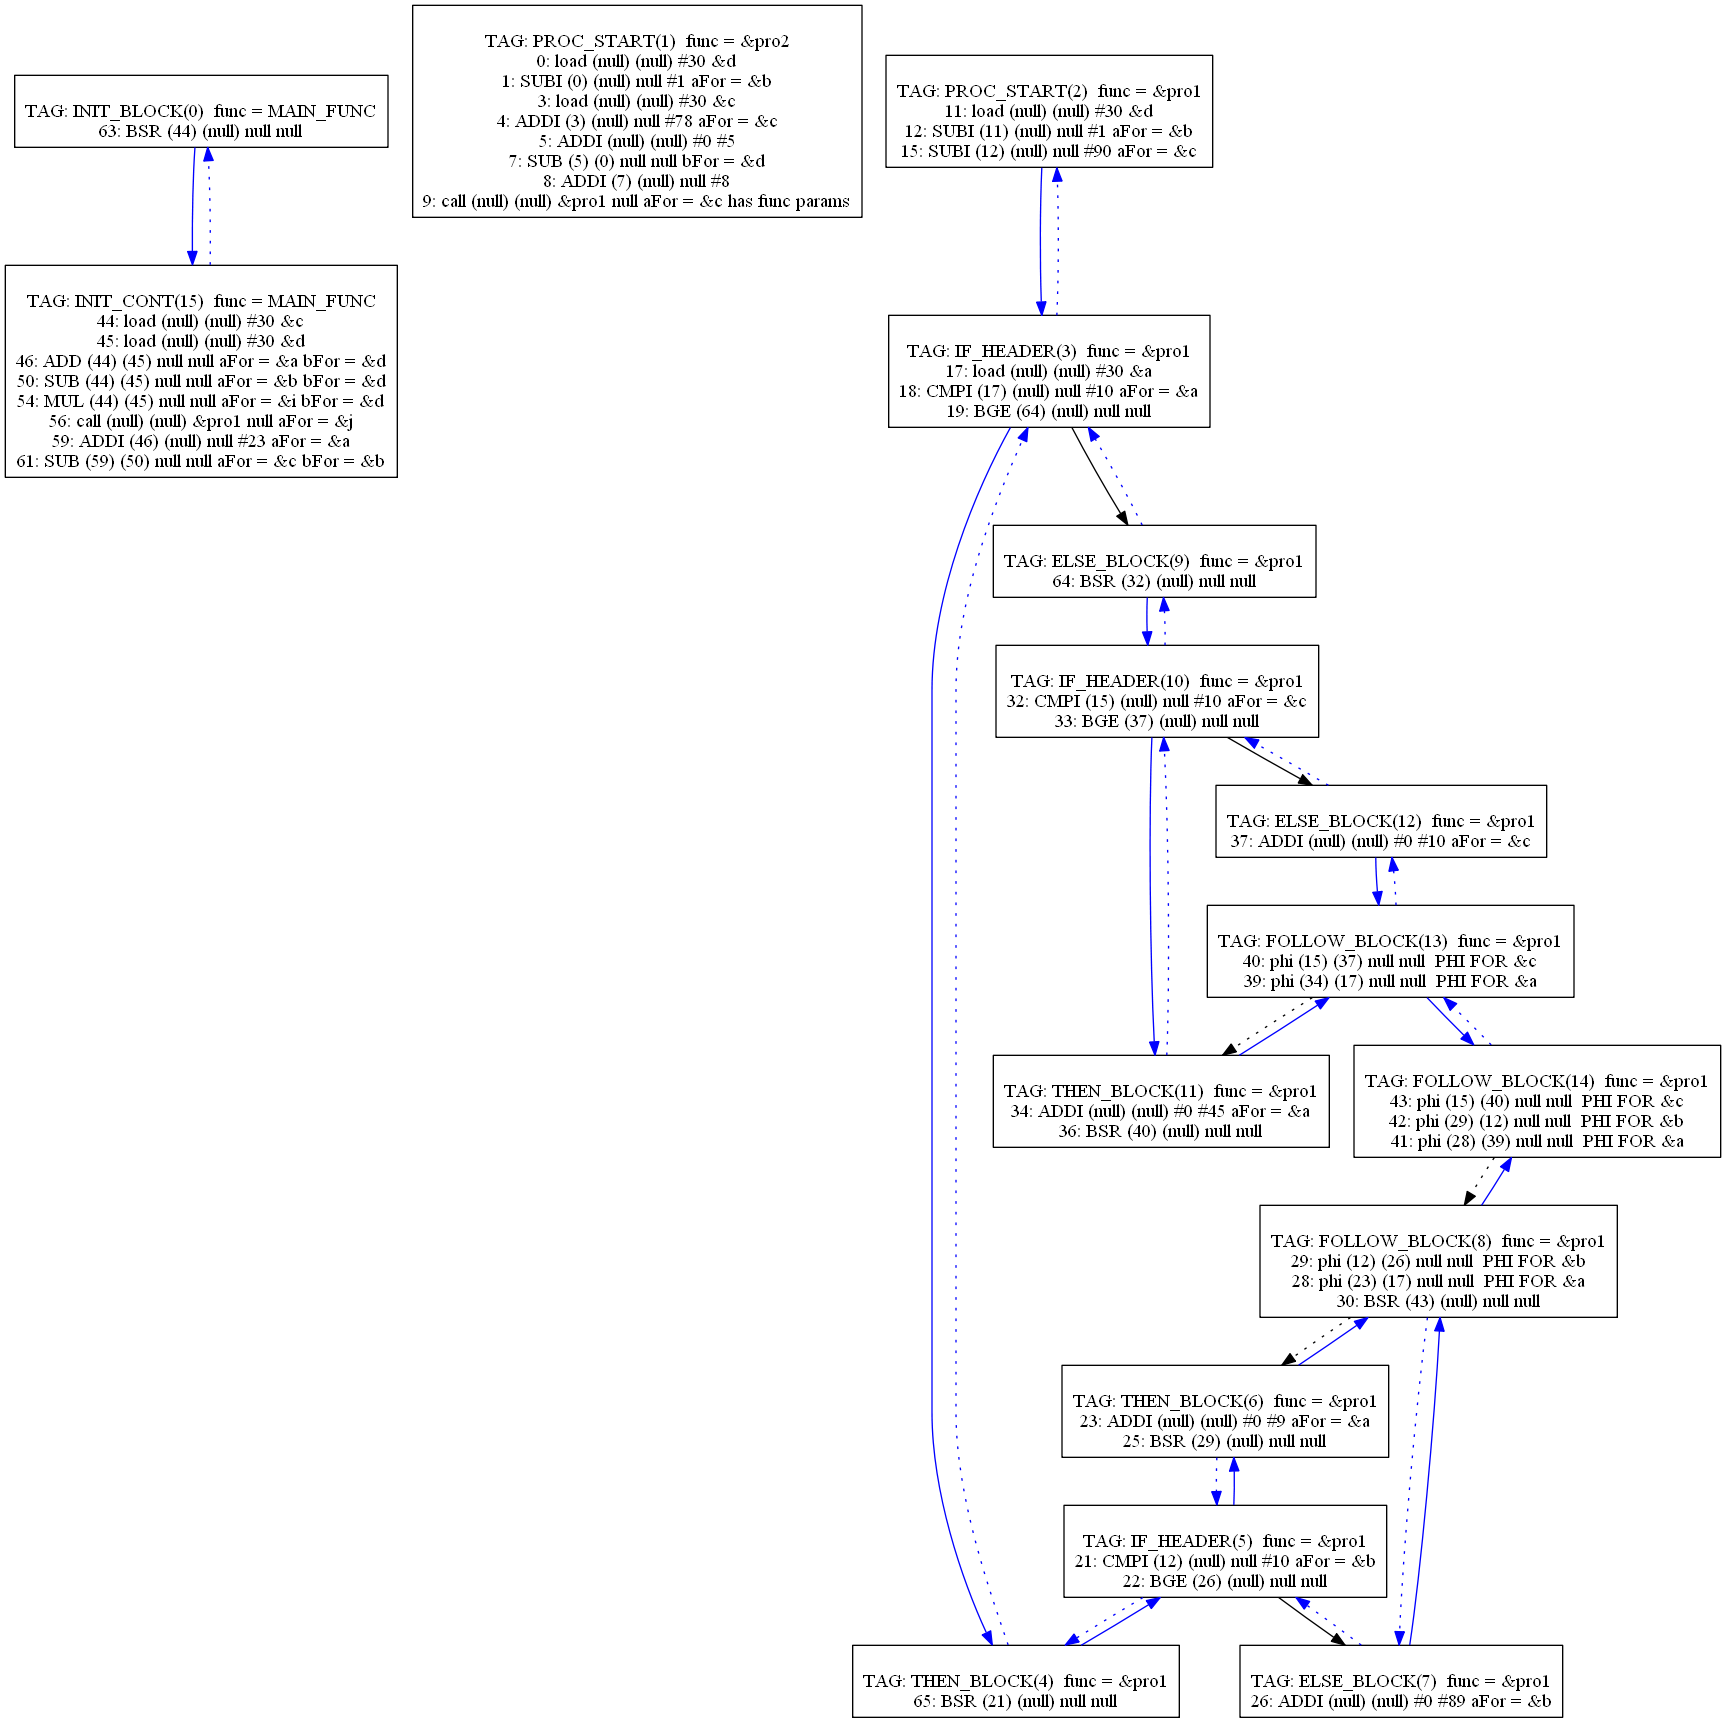 TAG: INIT_BLOCK(0) func = MAIN_FUNC
63: BSR (44) (null) null null
TAG: INIT_CONT(15) func = MAIN_FUNC
44: load (null) (null) #30 &c
45: load (null) (null) #30 &d
46: ADD (44) (45) null null aFor = &a bFor = &d
50: SUB (44) (45) null null aFor = &b bFor = &d
54: MUL (44) (45) null null aFor = &i bFor = &d
56: call (null) (null) &pro1 null aFor = &j
59: ADDI (46) (null) null #23 aFor = &a
61: SUB (59) (50) null null aFor = &c bFor = &b
TAG: PROC_START(1) func = &pro2
0: load (null) (null) #30 &d
1: SUBI (0) (null) null #1 aFor = &b
3: load (null) (null) #30 &c
4: ADDI (3) (null) null #78 aFor = &c
5: ADDI (null) (null) #0 #5
7: SUB (5) (0) null null bFor = &d
8: ADDI (7) (null) null #8
9: call (null) (null) &pro1 null aFor = &c has func params
TAG: PROC_START(2) func = &pro1
11: load (null) (null) #30 &d
12: SUBI (11) (null) null #1 aFor = &b
15: SUBI (12) (null) null #90 aFor = &c
TAG: IF_HEADER(3) func = &pro1
17: load (null) (null) #30 &a
18: CMPI (17) (null) null #10 aFor = &a
19: BGE (64) (null) null null
TAG: ELSE_BLOCK(9) func = &pro1
64: BSR (32) (null) null null
TAG: IF_HEADER(10) func = &pro1
32: CMPI (15) (null) null #10 aFor = &c
33: BGE (37) (null) null null
TAG: ELSE_BLOCK(12) func = &pro1
37: ADDI (null) (null) #0 #10 aFor = &c
TAG: FOLLOW_BLOCK(13) func = &pro1
40: phi (15) (37) null null PHI FOR &c
39: phi (34) (17) null null PHI FOR &a
TAG: THEN_BLOCK(11) func = &pro1
34: ADDI (null) (null) #0 #45 aFor = &a
36: BSR (40) (null) null null
TAG: FOLLOW_BLOCK(14) func = &pro1
43: phi (15) (40) null null PHI FOR &c
42: phi (29) (12) null null PHI FOR &b
41: phi (28) (39) null null PHI FOR &a
TAG: FOLLOW_BLOCK(8) func = &pro1
29: phi (12) (26) null null PHI FOR &b
28: phi (23) (17) null null PHI FOR &a
30: BSR (43) (null) null null
TAG: THEN_BLOCK(6) func = &pro1
23: ADDI (null) (null) #0 #9 aFor = &a
25: BSR (29) (null) null null
TAG: IF_HEADER(5) func = &pro1
21: CMPI (12) (null) null #10 aFor = &b
22: BGE (26) (null) null null
TAG: THEN_BLOCK(4) func = &pro1
65: BSR (21) (null) null null
TAG: ELSE_BLOCK(7) func = &pro1
26: ADDI (null) (null) #0 #89 aFor = &b